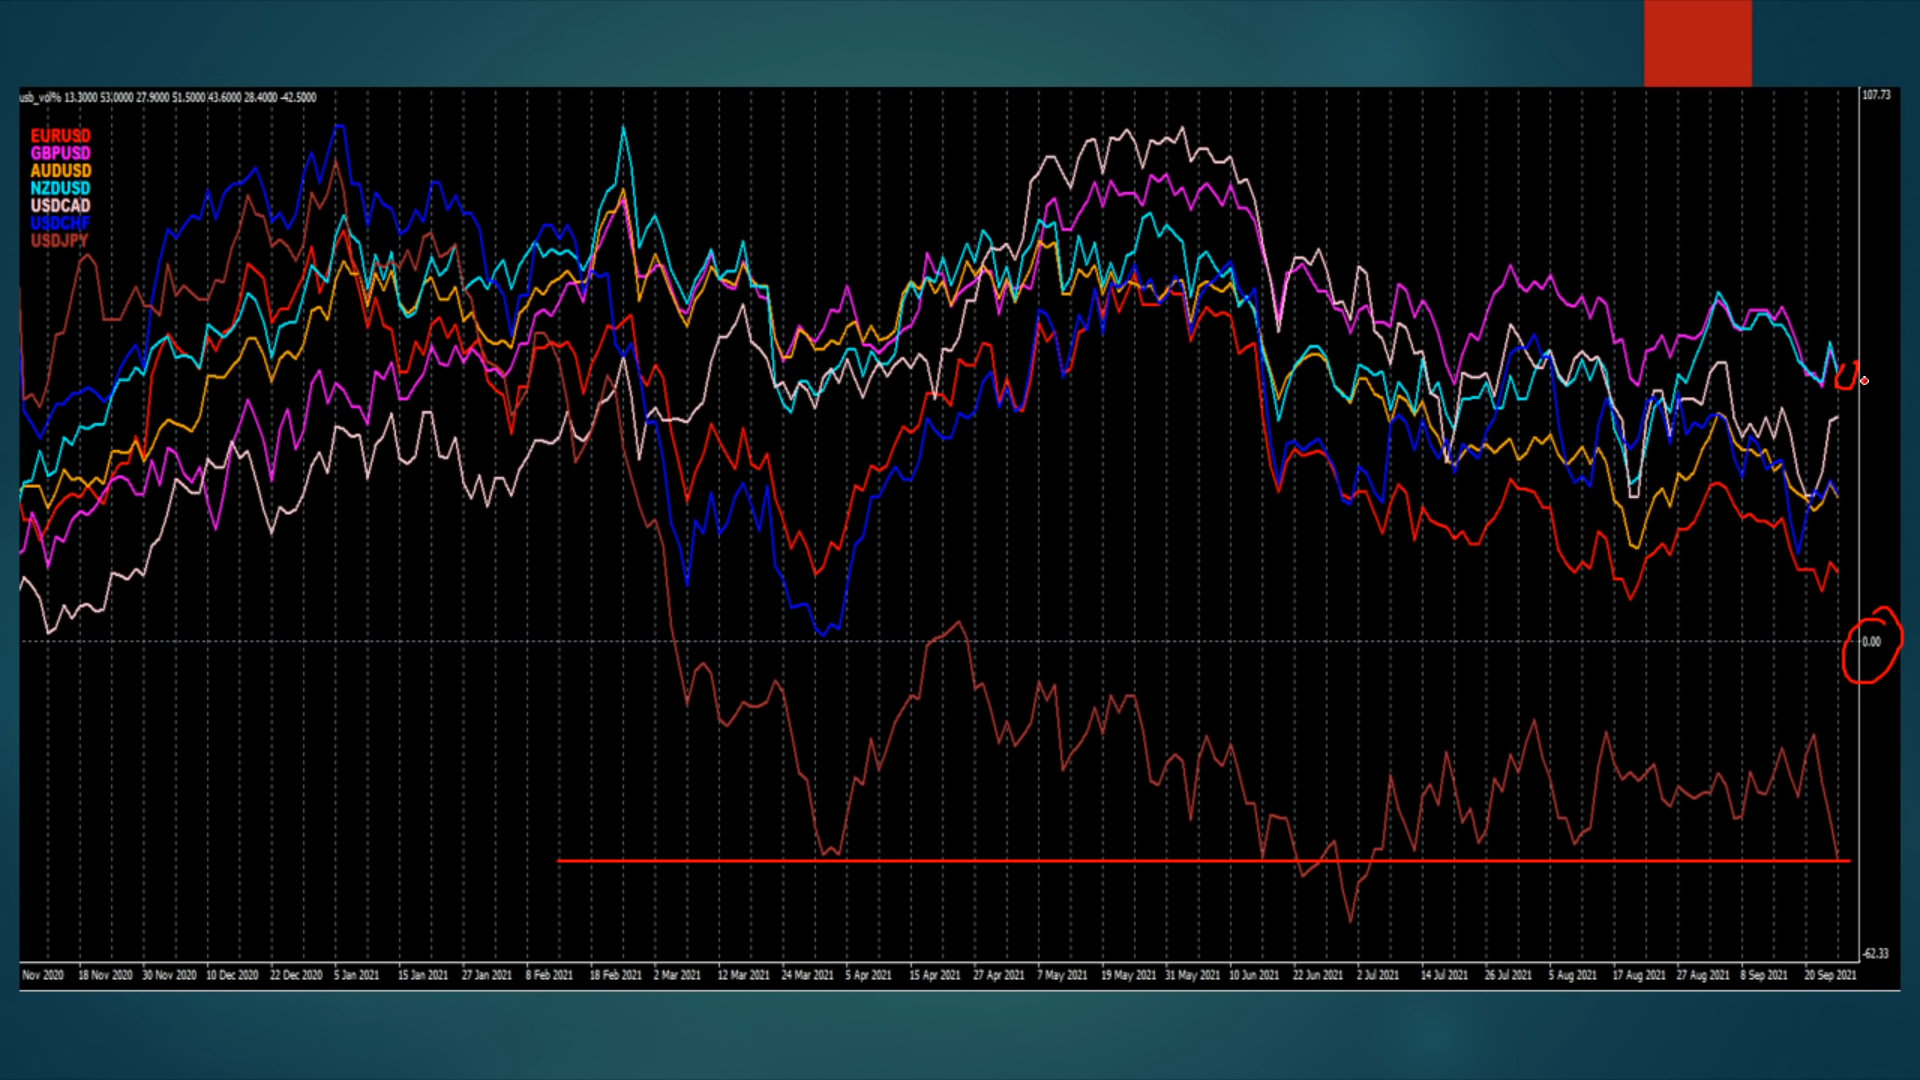 usb_vol% 13.3000 53.0000 27.9000 51.5000 43.6000 28.4000 -42.5000
107.73
EURUSD
GBPUSD
AUDUSD
NZDUSD
USDCAD
USDCHF
USDJPY
0.00
-62.33
Nov 2020 18 Nov 2020 30 Nov 2020 10 Dec 2020 22 Dec 2020 5 Jan 2021 15 Jan 2021 27 Jan 2021 8 Feb 2021 18 Feb 2021 2 Mar 2021 12 Mar 2021 24 Mar 2021 5 Apr 2021 15 Apr 2021 27 Apr 2021 7 May 2021 19 May 2021 31 May 2021 10 Jun 2021 22 Jun 2021 2 Jul 2021 14 Jul 2021 26 Jul 2021 5 Aug 2021 17 Aug 2021 27 Aug 2021 8 Sep 2021 20 Sep 2021